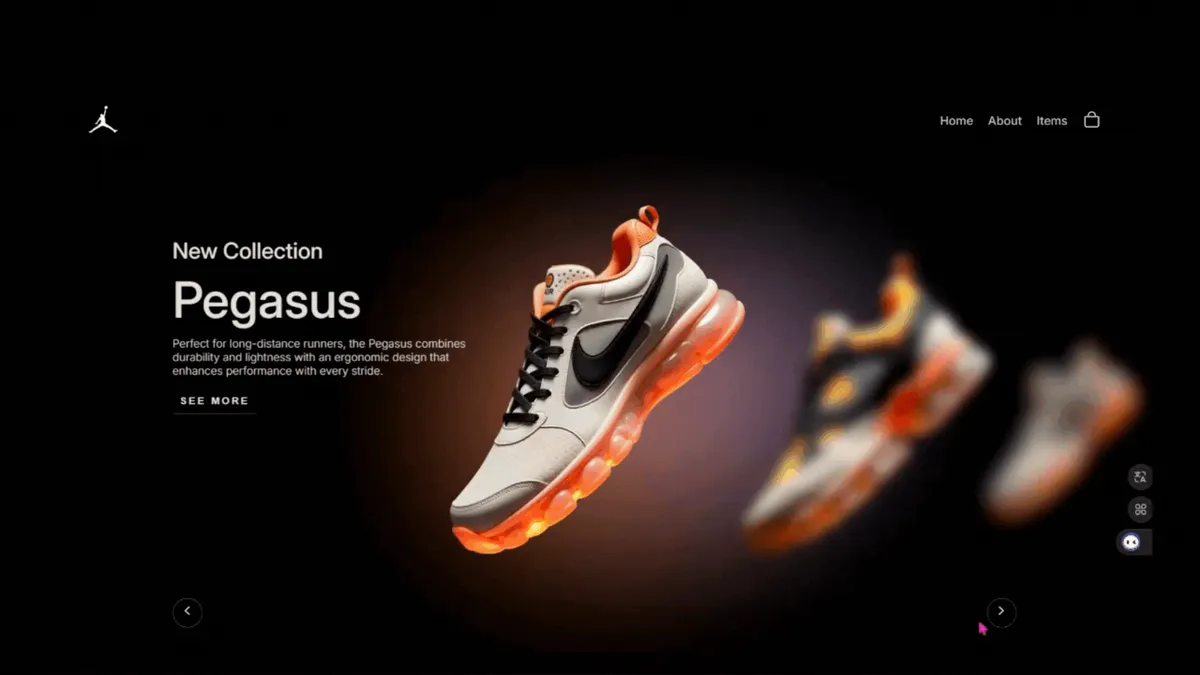 Home About Items
New Collection
Pegasus
Perfect for long-distance runners, the Pegasus combines
durability and lightness with an ergonomic design that
enhances performance with every stride.
SEE MORE